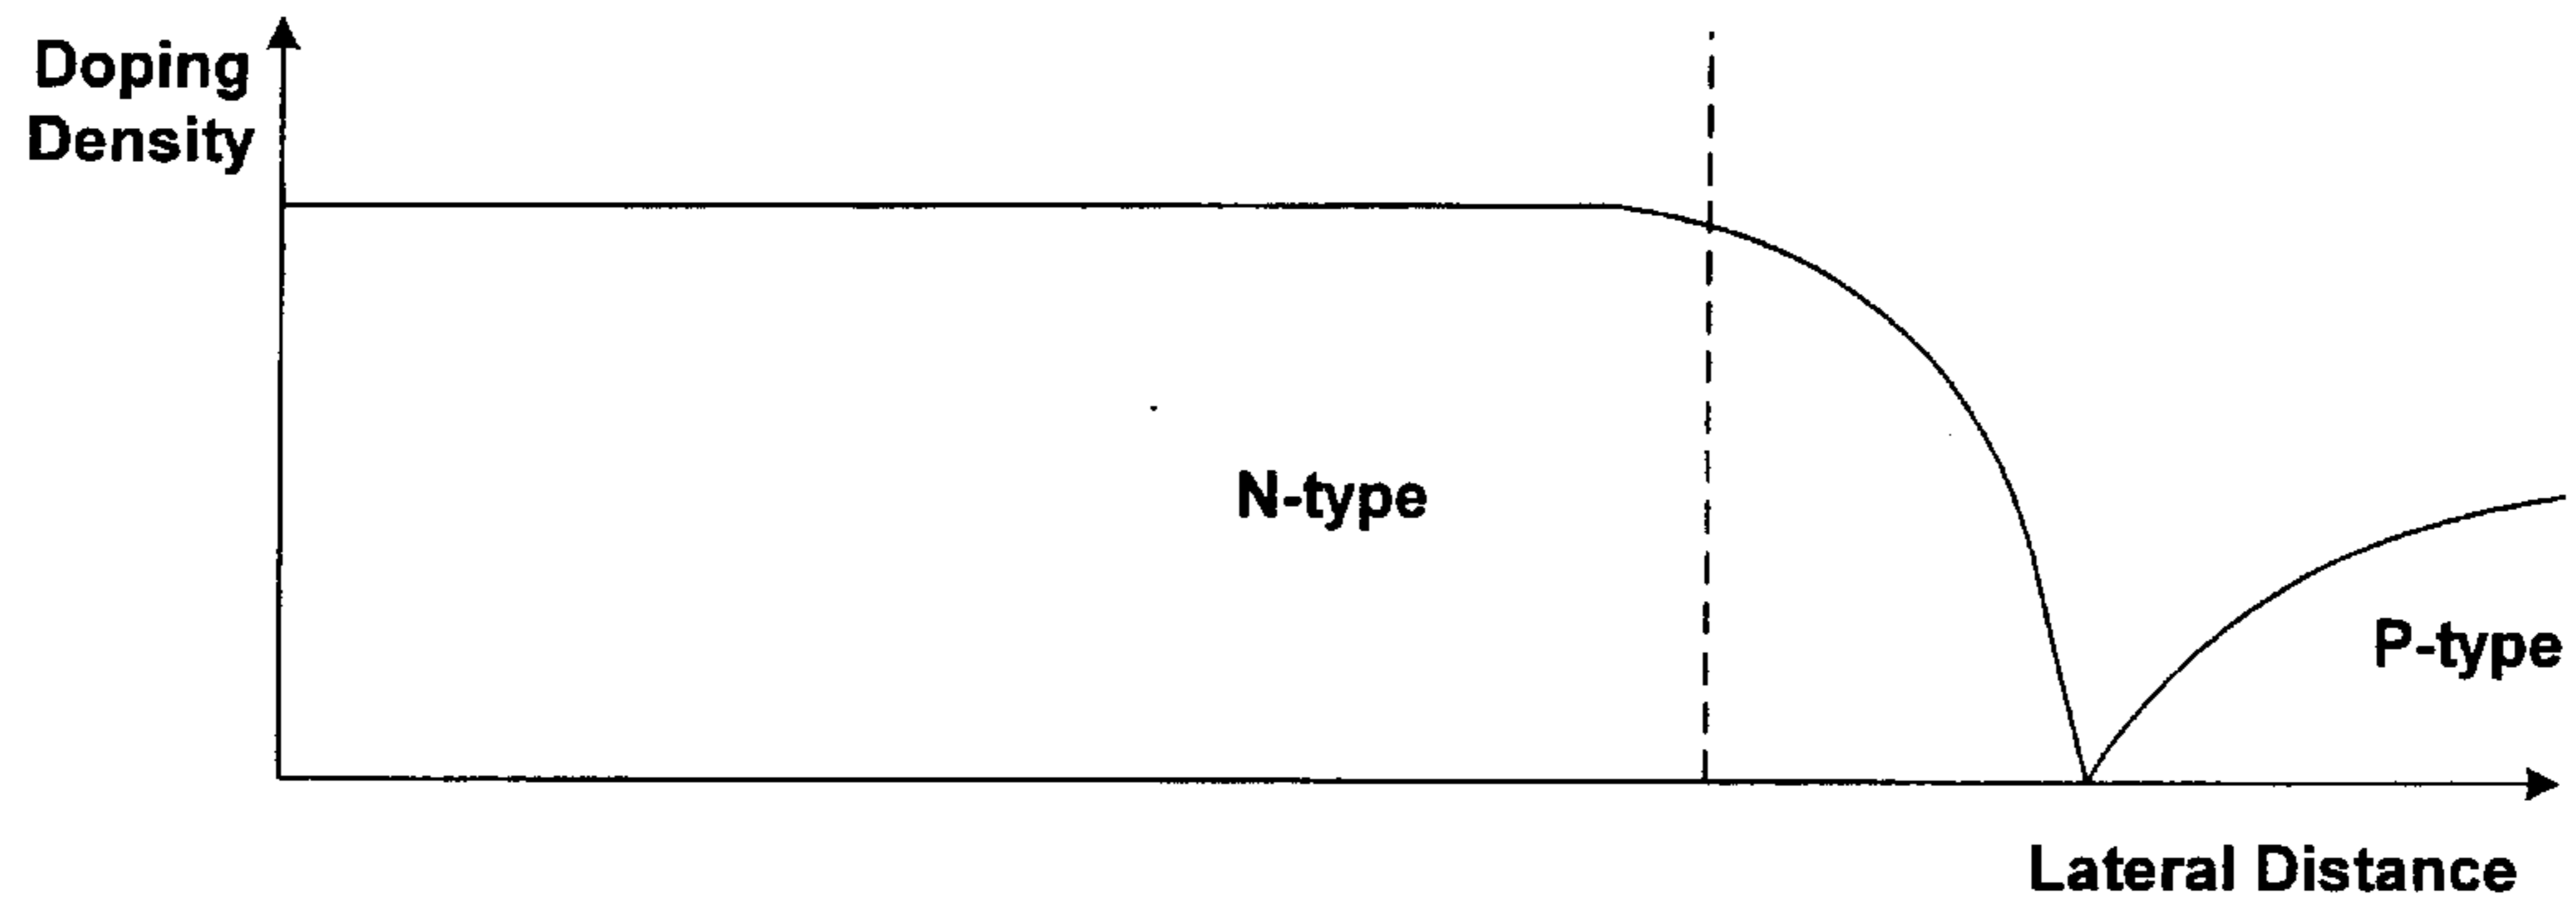 Doping
Density
N-type
P-type
Lateral Distance